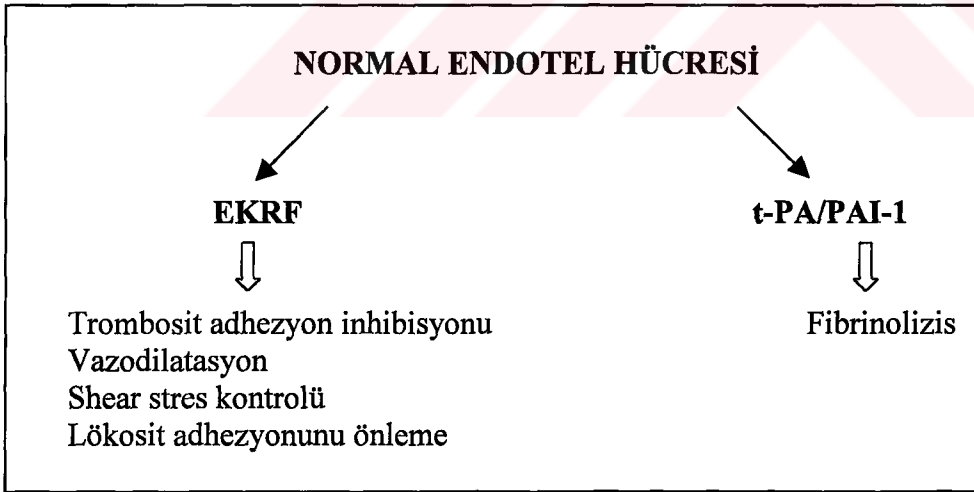 NORMAL ENDOTEL HÜCRESİ
EKRF
t-PA/PAI-1
Trombosit adhezyon inhibisyonu
Fibrinolizis
Vazodilatasyon
Shear stres kontrolü
Lökosit adhezyonunu önleme